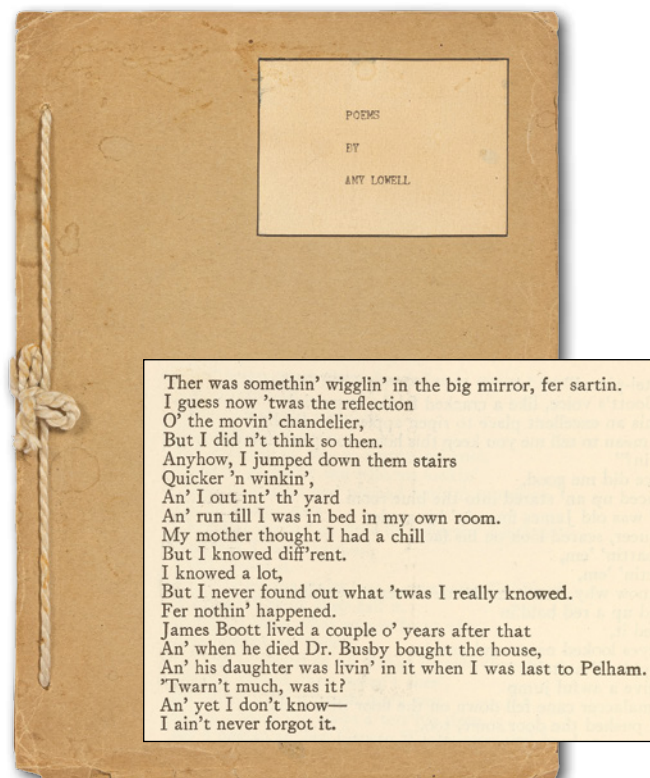 POEMS
BY
AMY LOWELL
Ther was somethin' wigglin' in the big mirror, fer sartin.
I guess now 'twas the reflection
O' the movin' chandelier,
But I did n't think so then.
Anyhow, I jumped down them stairs
Quicker 'n winkin',
An' I out int' th' yard
An' run till I was in bed in my own room.
My mother thought I had a chill
But I knowed diff'rent.
I knowed a lot,
But I never found out what 'twas I really knowed.
Fer nothin' happened.
James Boott lived a couple o' years after that
An' when he died Dr. Busby bought the house,
An' his daughter was livin' in it when I was last to Pelham.
'Twarn't much, was it?
An' yet I don't know—
I ain't never forgot it.